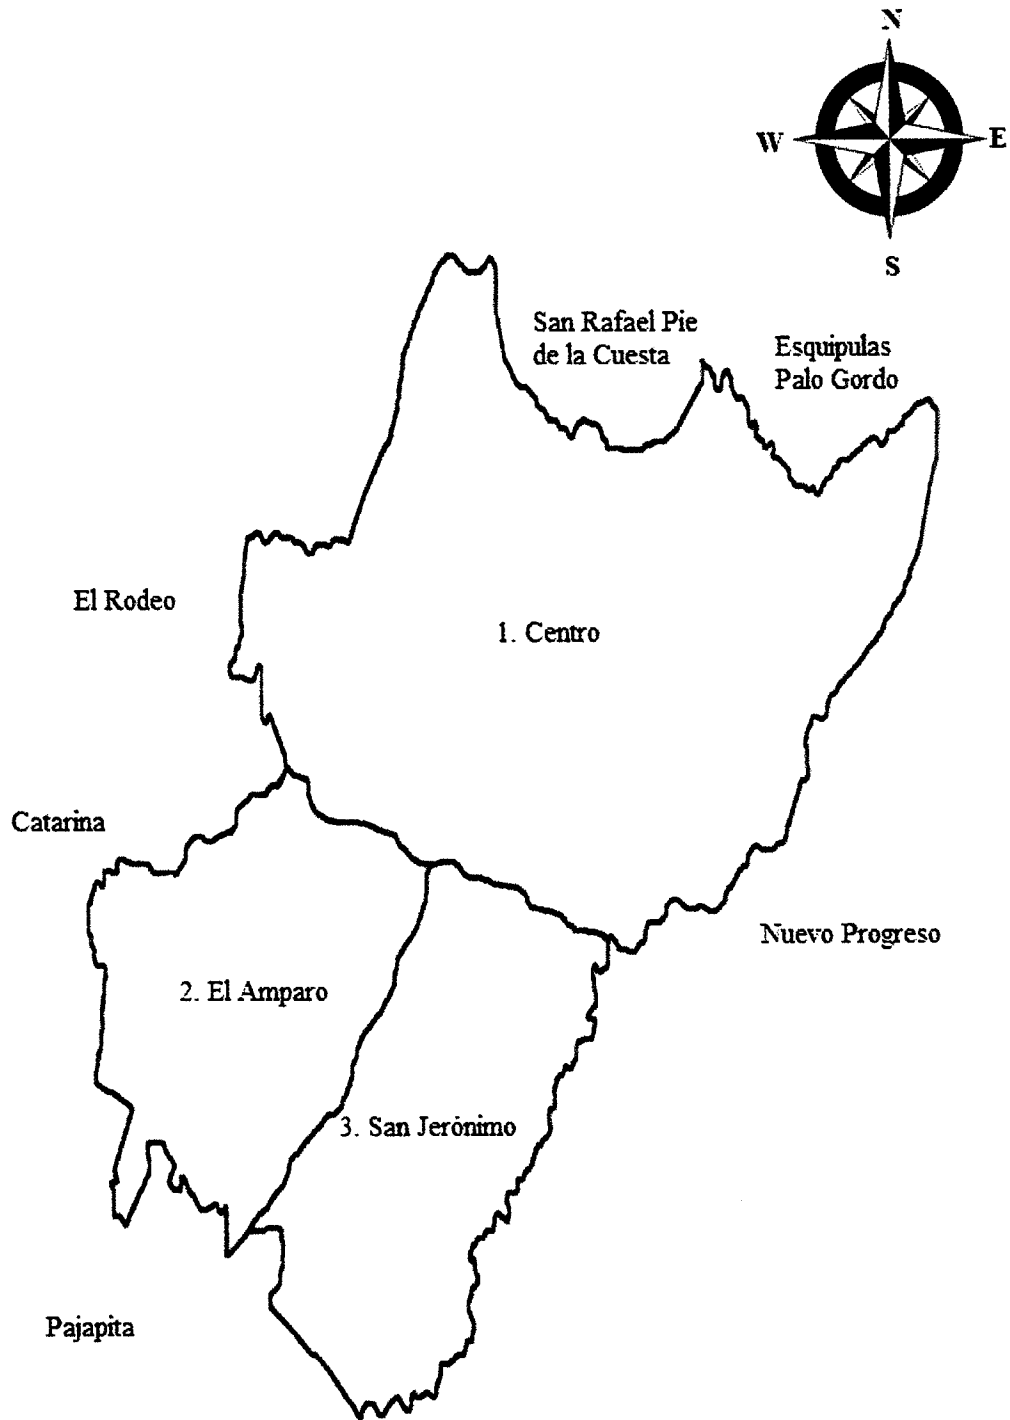 N
W
E
S
San Rafael Pie
de la Cuesta
Esquipulas
Palo Gordo
El Rodeo
1. Centro
Catarina
Nuevo Progreso
2. El Amparo
3. San Jerónimo
Pajapita